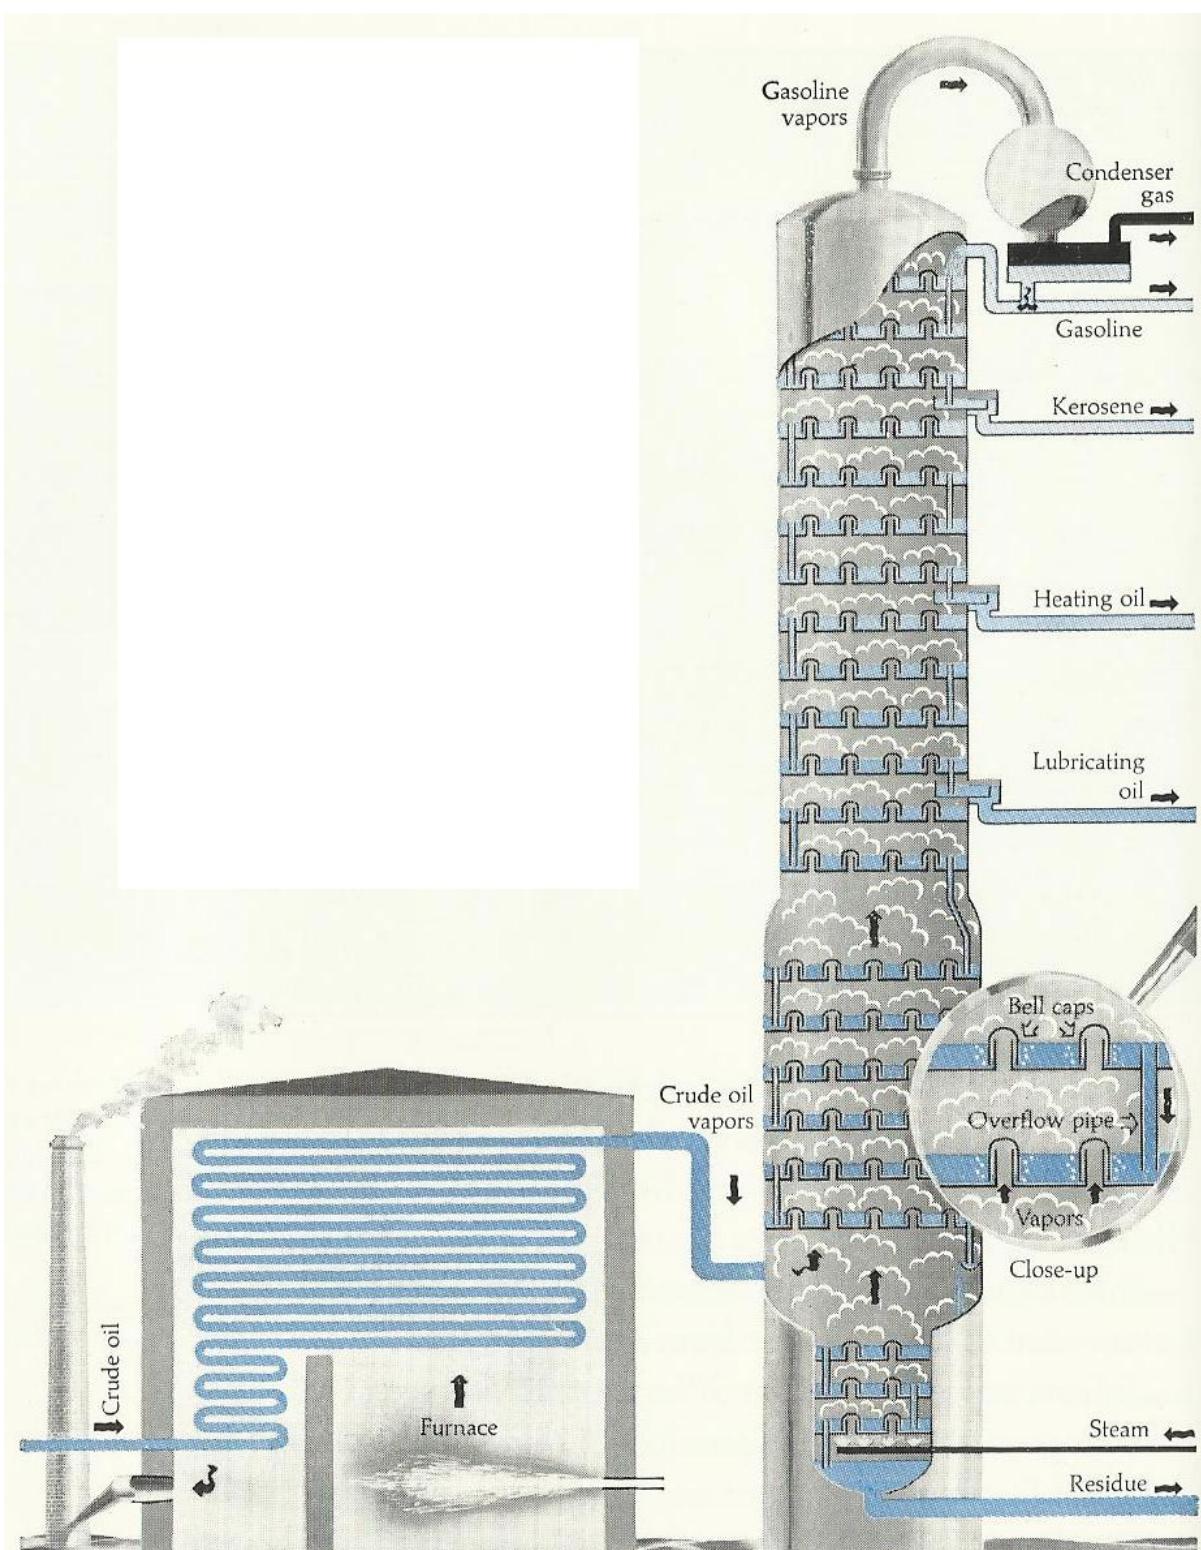 Gasoline
vapors
Condenser
gas
Gasoline
Kerosene
Heating oil
Lubricating
oil
Bell caps
Overflow pipe
Vapors
Close-up
Crude oil
vapors
Crude oil
Furnace
Steam
Residue